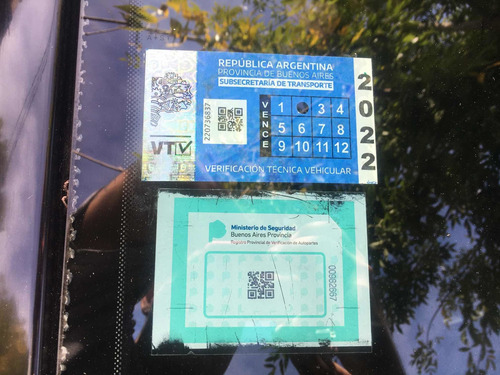 REPÚBLICA ARGENTINA
PROVINCIA DE BUENOS AIRES
SUBSECRETARÍA DE TRANSPORTE
2022
220736837
VENCE
1 3 4
5 6 7 8
9 10 11 12
VTV
VERIFICACIÓN TÉCNICA VEHICULAR
Ministerio de Seguridad
Buenos Aires Provincia
Registro Provincial de Verificación de Autopartes